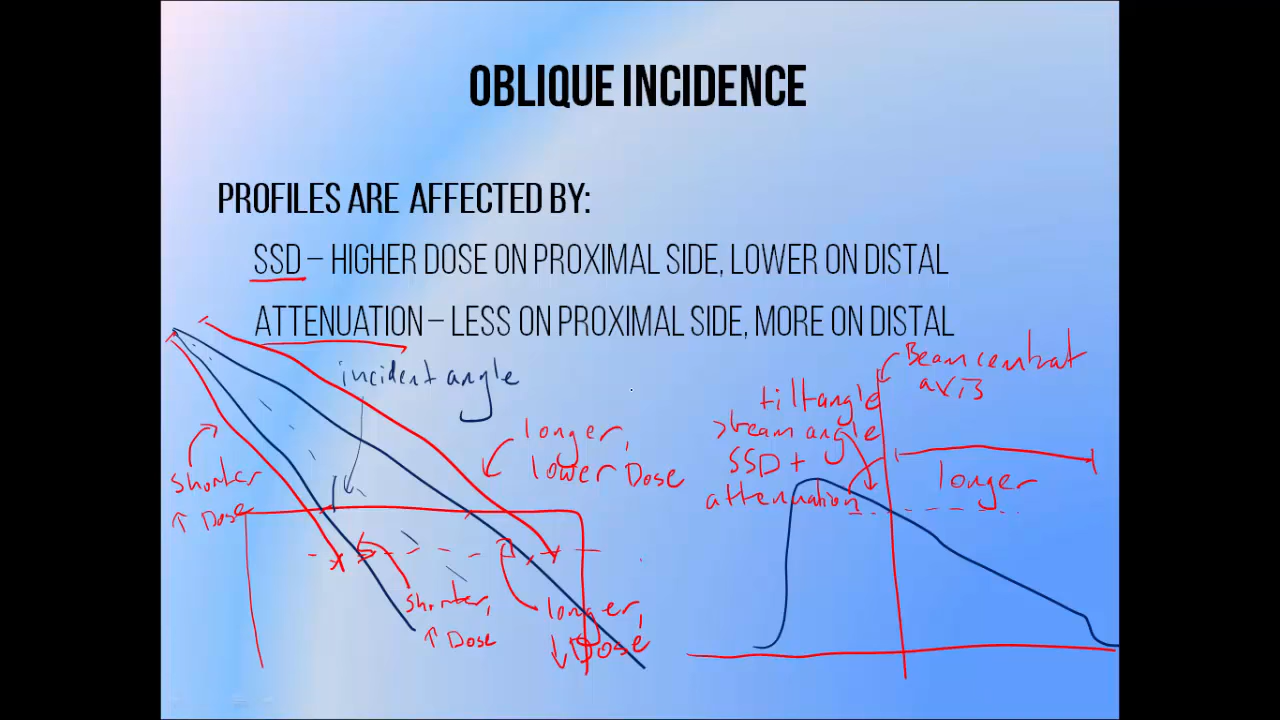 OBLIQUE INCIDENCE
PROFILES ARE AFFECTED BY:
SSD – HIGHER DOSE ON PROXIMAL SIDE, LOWER ON DISTAL
ATTENUATION – LESS ON PROXIMAL SIDE, MORE ON DISTAL
incident angle
shorter
↑ Dose
longer,
lower Dose
shorter,
↑ Dose
longer,
↓ Dose
Beam central
axis
tilt angle
> beam angle
SSD +
attenuation
longer